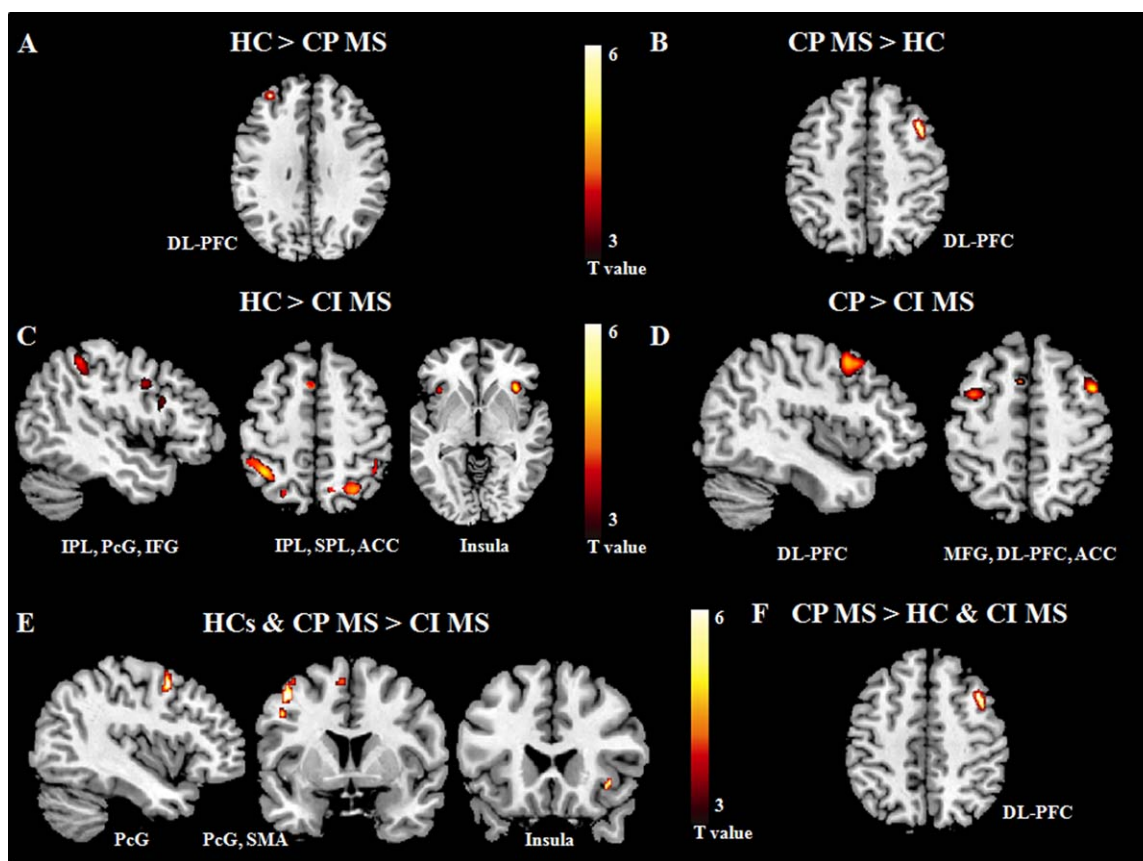 A
HC > CP MS
6
3
T value
DL-PFC
B
CP MS > HC
DL-PFC
C
HC > CI MS
6
3
T value
IPL, PcG, IFG
IPL, SPL, ACC
Insula
D
CP > CI MS
DL-PFC
MFG, DL-PFC, ACC
E
HCs & CP MS > CI MS
6
3
T value
PcG
PcG, SMA
Insula
F
CP MS > HC & CI MS
DL-PFC